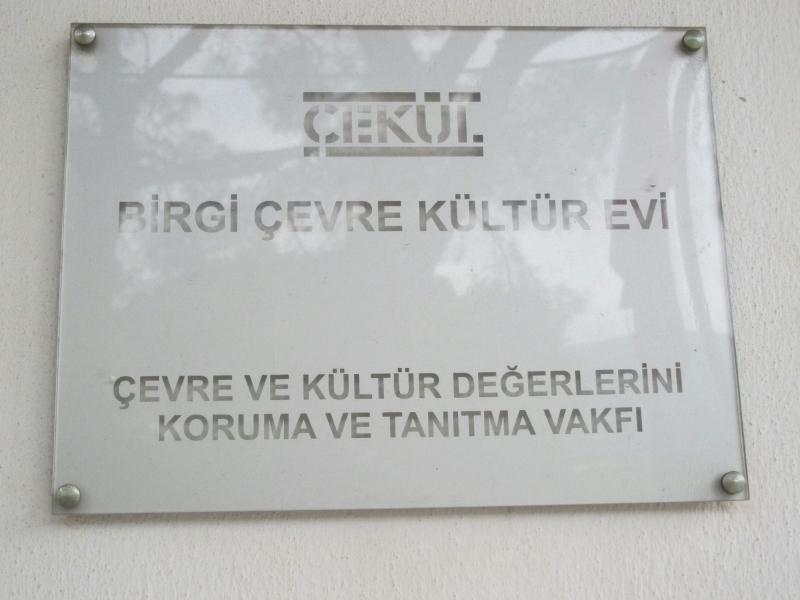 ÇEKÜL
BİRGİ ÇEVRE KÜLTÜR EVİ
ÇEVRE VE KÜLTÜR DEĞERLERİNİ
KORUMA VE TANITMA VAKFI